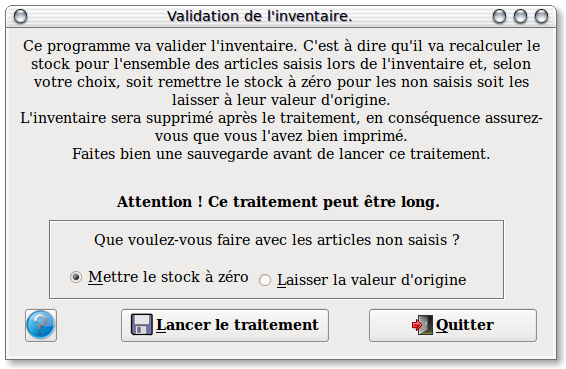 Validation de l'inventaire.
Ce programme va valider l'inventaire. C'est à dire qu'il va recalculer le
stock pour l'ensemble des articles saisis lors de l'inventaire et, selon
votre choix, soit remettre le stock à zéro pour les non saisis soit les
laisser à leur valeur d'origine.
L'inventaire sera supprimé après le traitement, en conséquence assurez-
vous que vous l'avez bien imprimé.
Faites bien une sauvegarde avant de lancer ce traitement.
Attention ! Ce traitement peut être long.
Que voulez-vous faire avec les articles non saisis ?
Mettre le stock à zéro Laisser la valeur d'origine
? Lancer le traitement Quitter